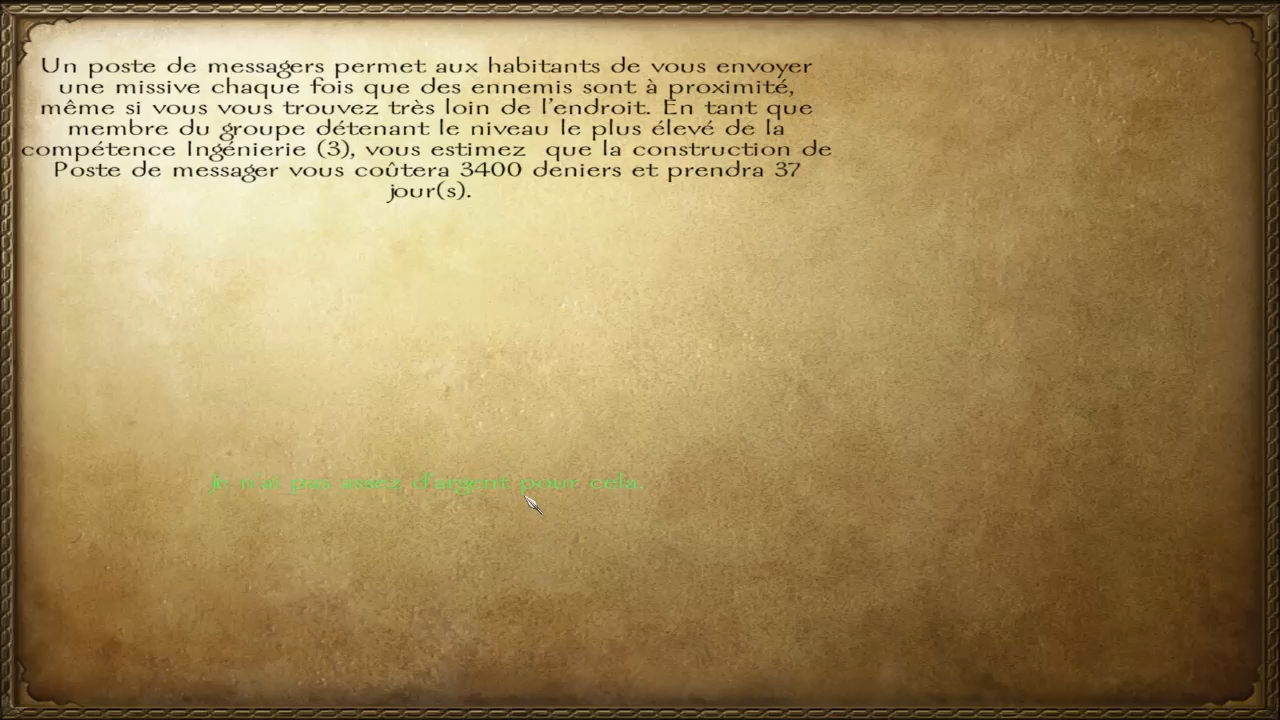 Un poste de messagers permet aux habitants de vous envoyer
une missive chaque fois que des ennemis sont à proximité,
même si vous vous trouvez très loin de l'endroit. En tant que
membre du groupe détenant le niveau le plus élevé de la
compétence Ingénierie (3), vous estimez  que la construction de
Poste de messager vous coûtera 3400 deniers et prendra 37
jour(s).
Je n'ai pas assez d'argent pour cela.